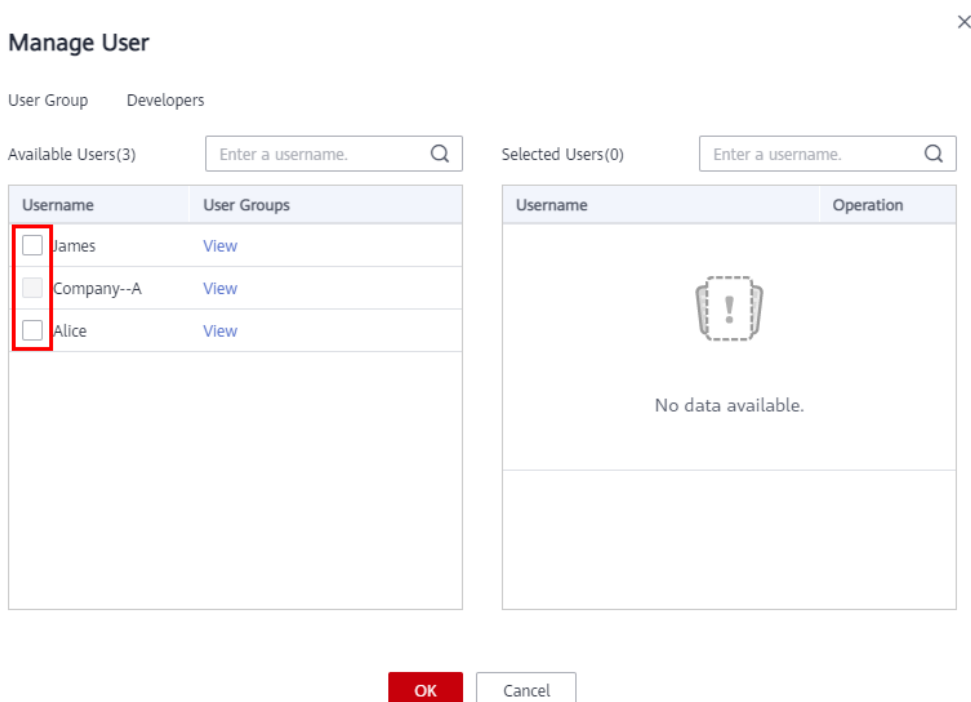 Manage User
User Group Developers
Available Users(3) Enter a username.
Username User Groups
James View
Company--A View
Alice View
Selected Users(0) Enter a username.
Username Operation
No data available.
OK Cancel